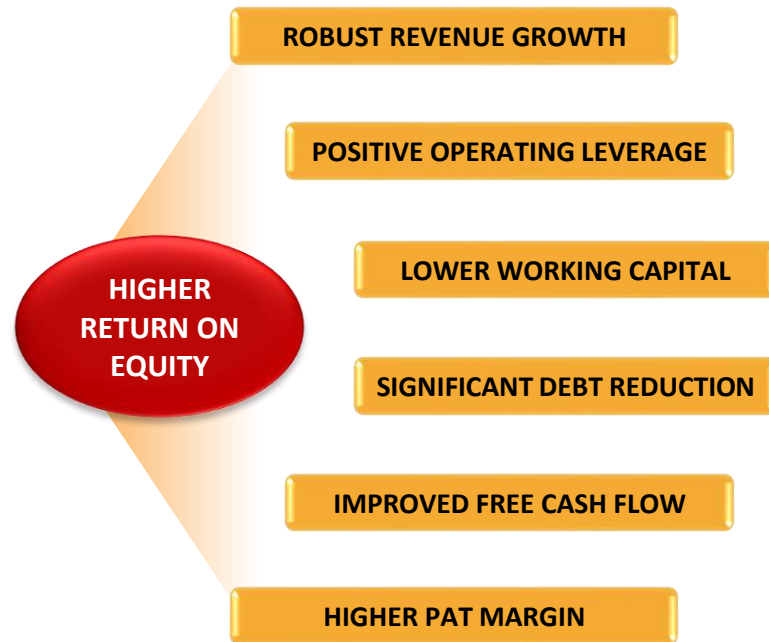 ROBUST REVENUE GROWTH
POSITIVE OPERATING LEVERAGE
LOWER WORKING CAPITAL
HIGHER
RETURN ON
EQUITY
SIGNIFICANT DEBT REDUCTION
IMPROVED FREE CASH FLOW
HIGHER PAT MARGIN